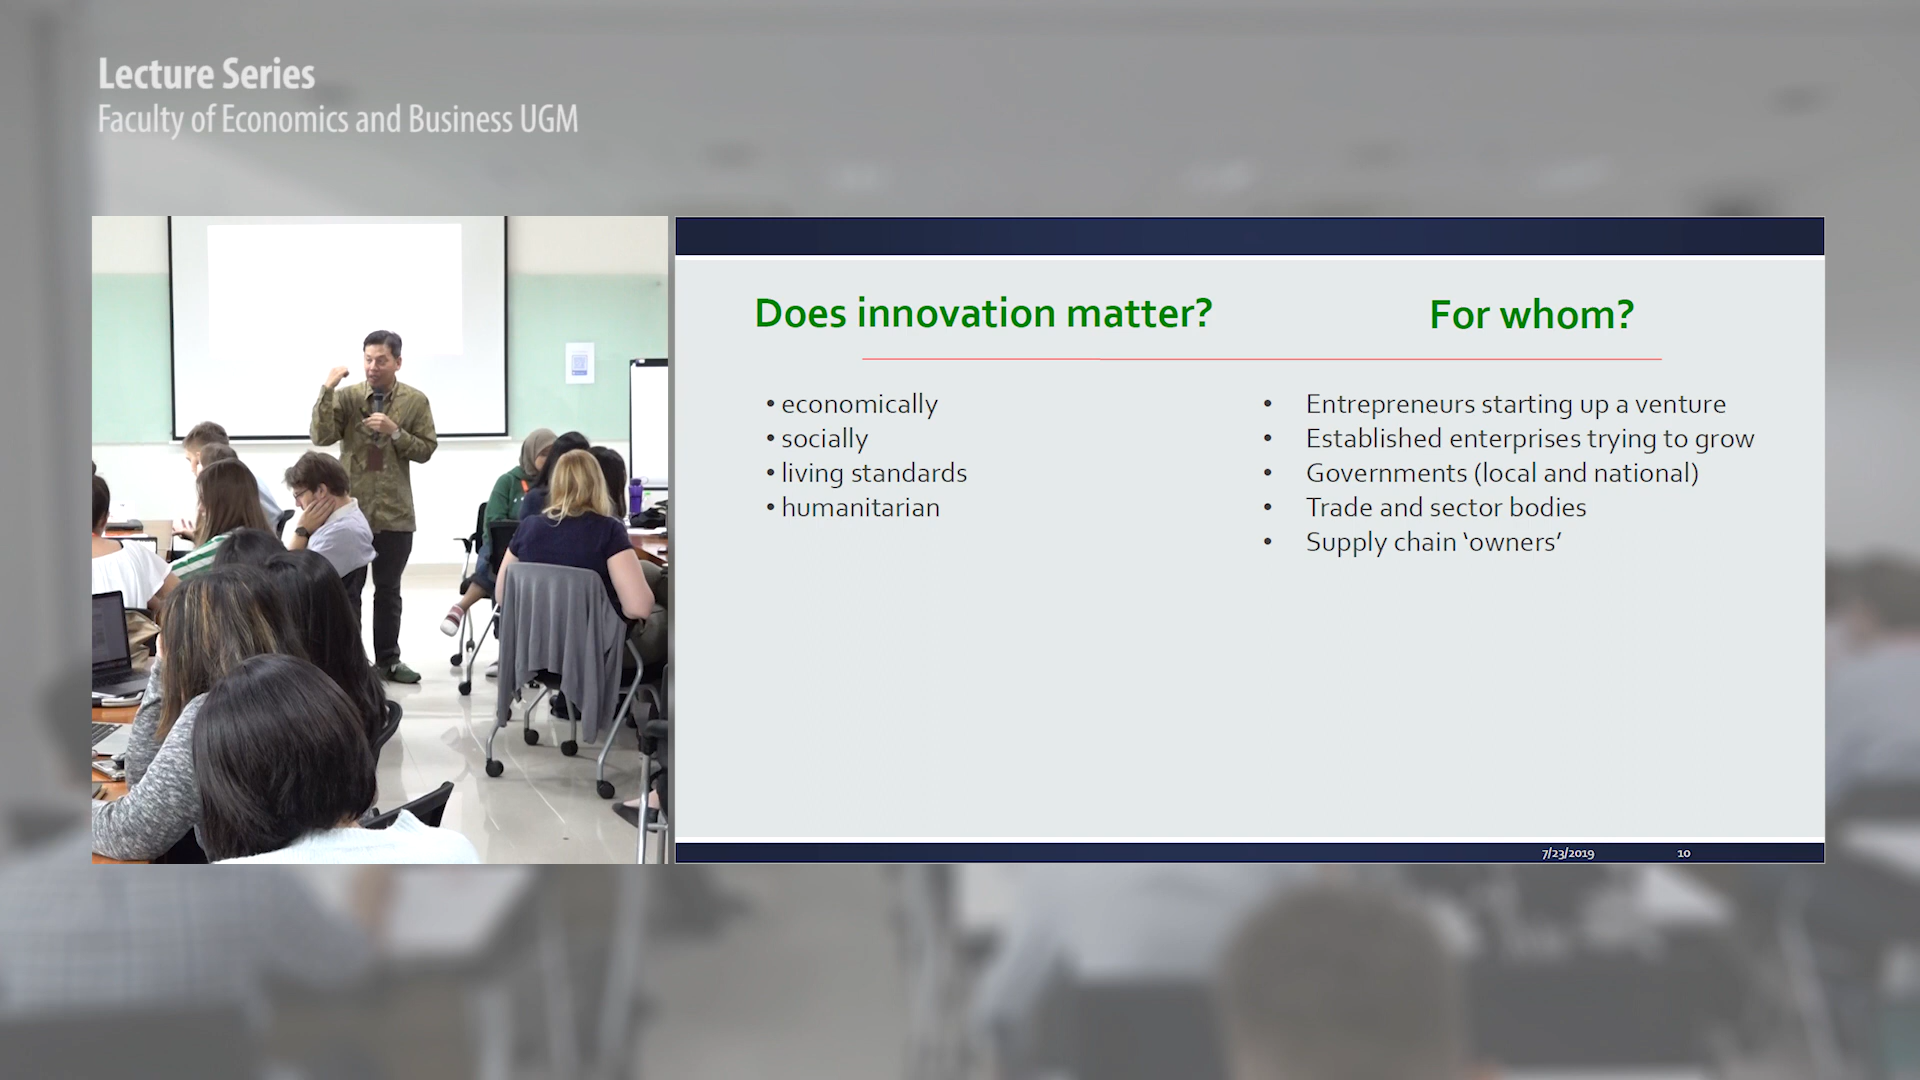 Lecture Series
Faculty of Economics and Business UGM
Does innovation matter?
• economically
• socially
• living standards
• humanitarian
For whom?
• Entrepreneurs starting up a venture
• Established enterprises trying to grow
• Governments (local and national)
• Trade and sector bodies
• Supply chain ‘owners’
7/23/2019
10